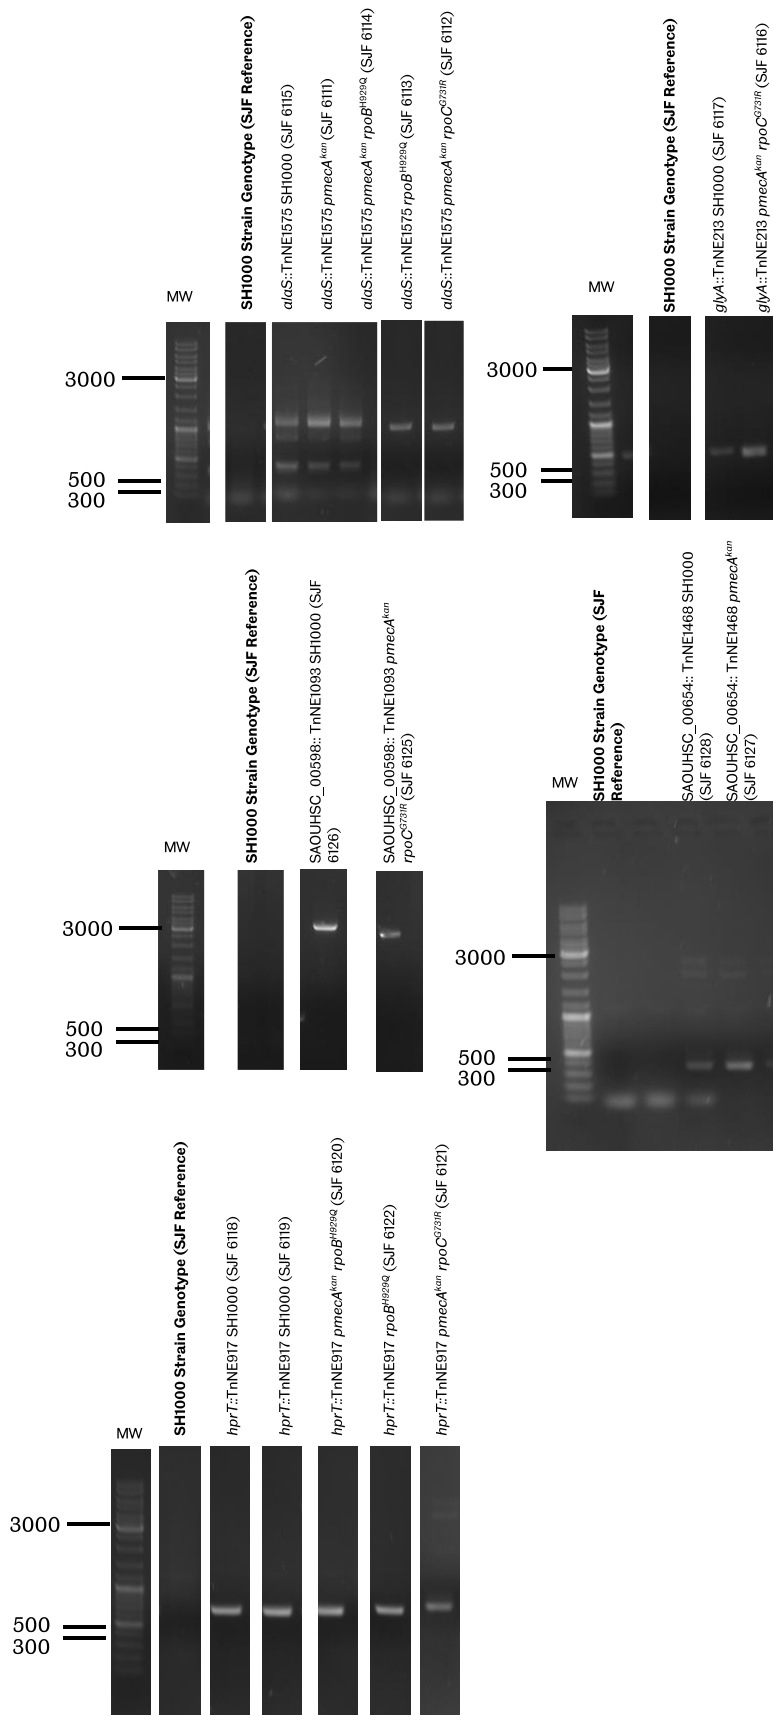 SH1000 Strain Genotype (SJF Reference)
alaS::TnNE1575 SH1000 (SJF 6115)
alaS::TnNE1575 pmecAkan (SJF 6111)
alaS::TnNE1575 pmecAkan rpoBH929Q (SJF 6114)
alaS::TnNE1575 rpoBH929Q (SJF 6113)
alaS::TnNE1575 pmecAkan rpoCG731R (SJF 6112)
MW
3000
500
300
SH1000 Strain Genotype (SJF Reference)
glyA::TnNE213 SH1000 (SJF 6117)
glyA::TnNE213 pmecAkan rpoCG731R (SJF 6116)
MW
3000
500
300
SH1000 Strain Genotype (SJF Reference)
SAOUHSC_00598:: TnNE1093 SH1000 (SJF
6126)
SAOUHSC_00598:: TnNE1093 pmecAkan
rpoCG731R (SJF 6125)
MW
3000
500
300
SH1000 Strain Genotype (SJF
Reference)
SAOUHSC_00654:: TnNE1468 SH1000
(SJF 6128)
SAOUHSC_00654:: TnNE1468 pmecAkan
(SJF 6127)
MW
3000
500
300
SH1000 Strain Genotype (SJF Reference)
hprT::TnNE917 SH1000 (SJF 6118)
hprT::TnNE917 SH1000 (SJF 6119)
hprT::TnNE917 pmecAkan rpoBH929Q (SJF 6120)
hprT::TnNE917 rpoBH929Q (SJF 6122)
hprT::TnNE917 pmecAkan rpoCG731R (SJF 6121)
MW
3000
500
300